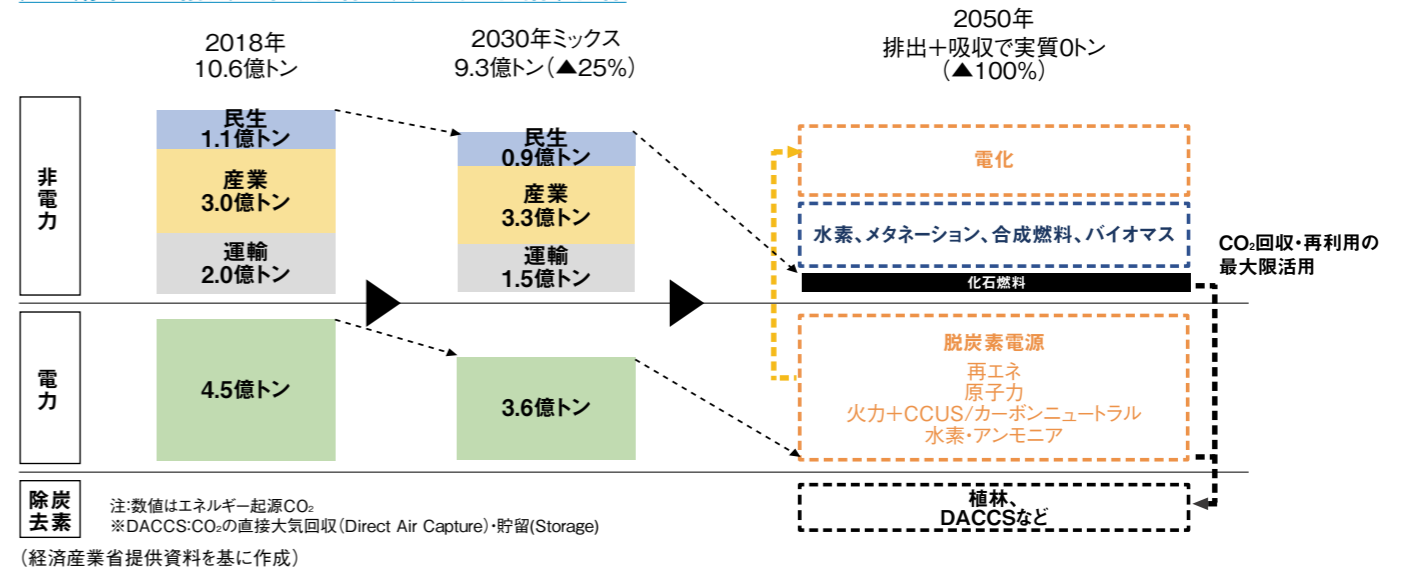 2018年
10.6億トン
2030年ミックス
9.3億トン(▲25%)
2050年
排出+吸収で実質0トン
(▲100%)
非電力
民生
1.1億トン
産業
3.0億トン
運輸
2.0億トン
民生
0.9億トン
産業
3.3億トン
運輸
1.5億トン
電化
水素、メタネーション、合成燃料、バイオマス
化石燃料
CO₂回収・再利用の
最大限活用
電力
4.5億トン
3.6億トン
脱炭素電源
再エネ
原子力
火力+CCUS/カーボンニュートラル
水素・アンモニア
炭素
除去
注:数値はエネルギー起源CO₂
※DACCS:CO₂の直接大気回収(Direct Air Capture)・貯留(Storage)
植林、
DACCSなど
(経済産業省提供資料を基に作成)